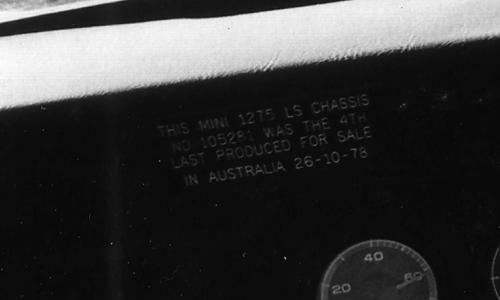 THIS MINI 1275 LS CHASSIS
NO 105281 WAS THE 4TH
LAST PRODUCED FOR SALE
IN AUSTRALIA 26-10-78
40
20
60